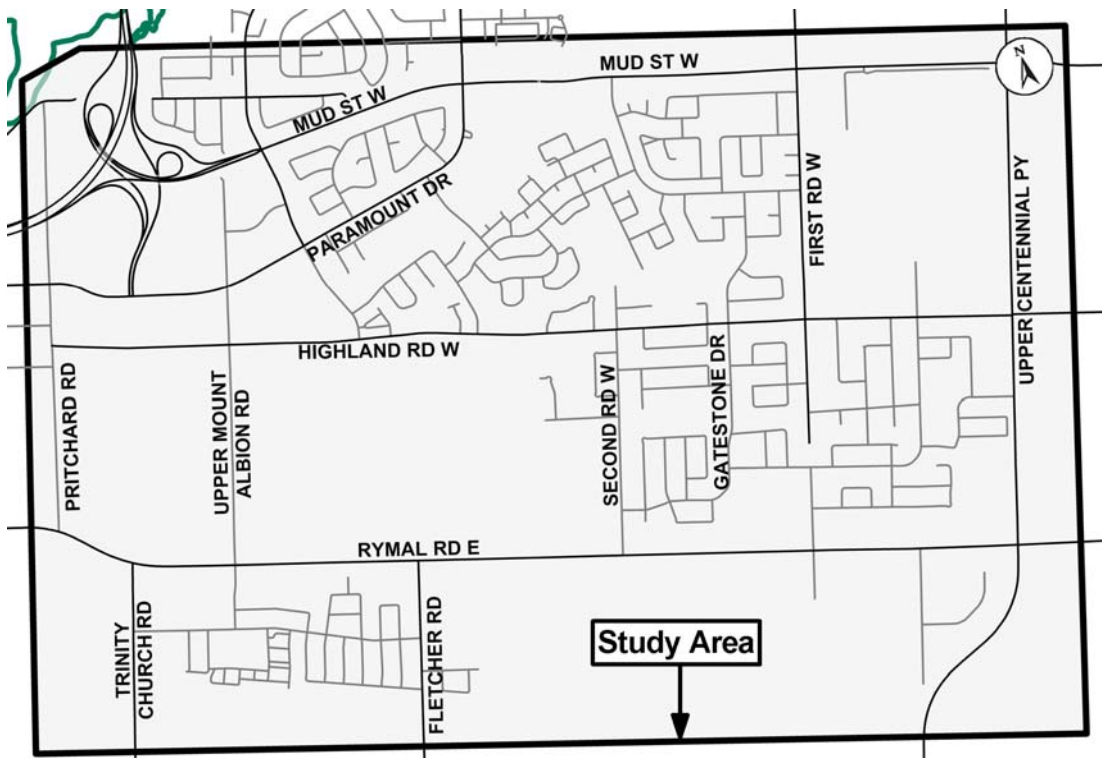 MUD ST W
MUD ST W
N
PARAMOUNT DR
FIRST RD W
UPPER CENTENNIAL PY
HIGHLAND RD W
PRITCHARD RD
UPPER MOUNT
ALBION RD
SECOND RD W
GATESTONE DR
RYMAL RD E
TRINITY
CHURCH RD
FLETCHER RD
Study Area